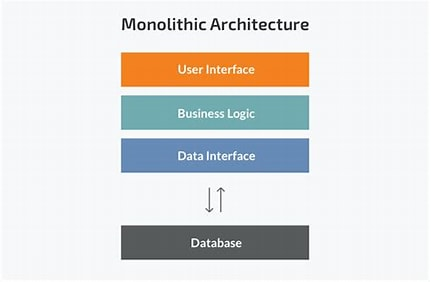 Monolithic Architecture
User Interface
Business Logic
Data Interface
Database